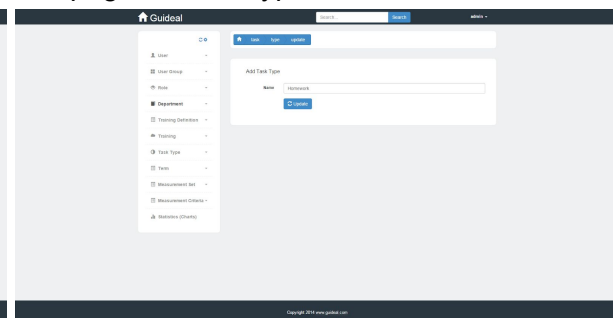 Guideal
Search...
Search
admin
task type update
User
User Group
Role
Department
Training Definition
Training
Task Type
Term
Measurement Set
Measurement Criteria
Statistics (Charts)
Add Task Type
Name
Homework
Update
Copyright 2014 www.guideal.com